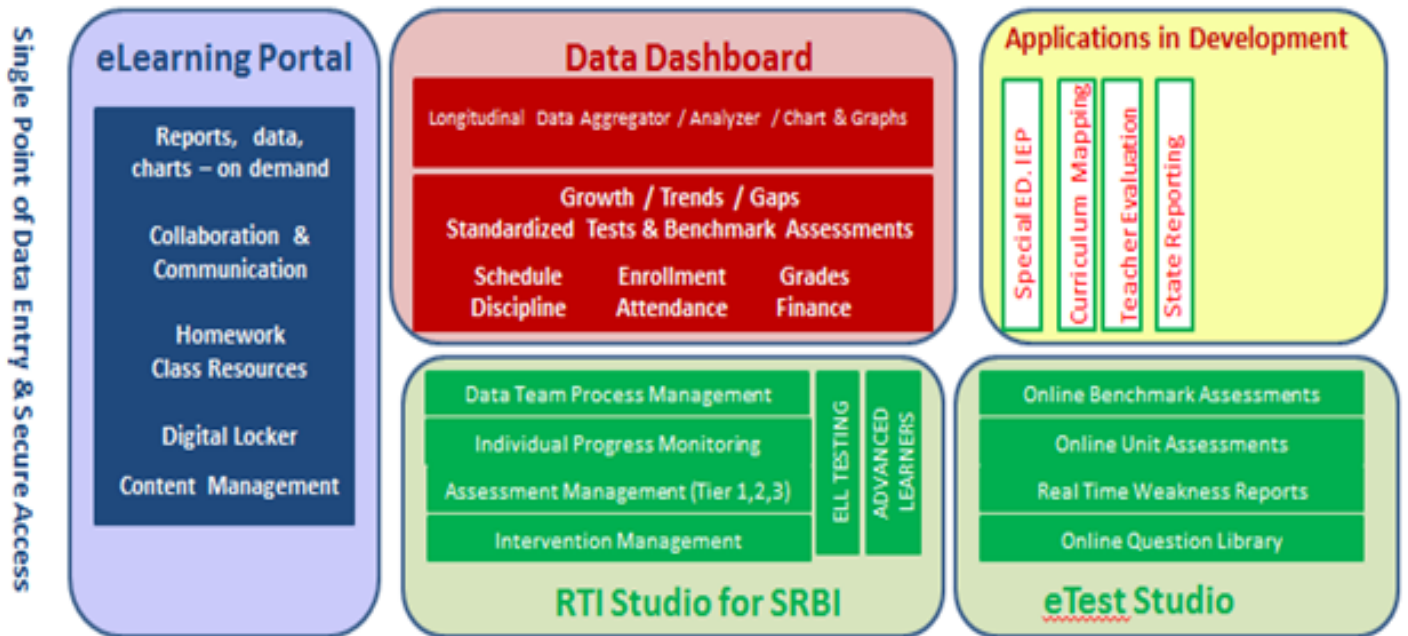 Single Point of Data Entry & Secure Access
eLearning Portal
Reports, data,
charts – on demand
Collaboration &
Communication
Homework
Class Resources
Digital Locker
Content Management
Data Dashboard
Longitudinal Data Aggregator / Analyzer / Chart & Graphs
Growth / Trends / Gaps
Standardized Tests & Benchmark Assessments
Schedule Enrollment Grades
Discipline Attendance Finance
Applications in Development
Special ED. IEP
Curriculum Mapping
Teacher Evaluation
State Reporting
Data Team Process Management
Individual Progress Monitoring
Assessment Management (Tier 1,2,3)
Intervention Management
ELL TESTING
ADVANCED
LEARNERS
RTI Studio for SRBI
Online Benchmark Assessments
Online Unit Assessments
Real Time Weakness Reports
Online Question Library
eTest Studio